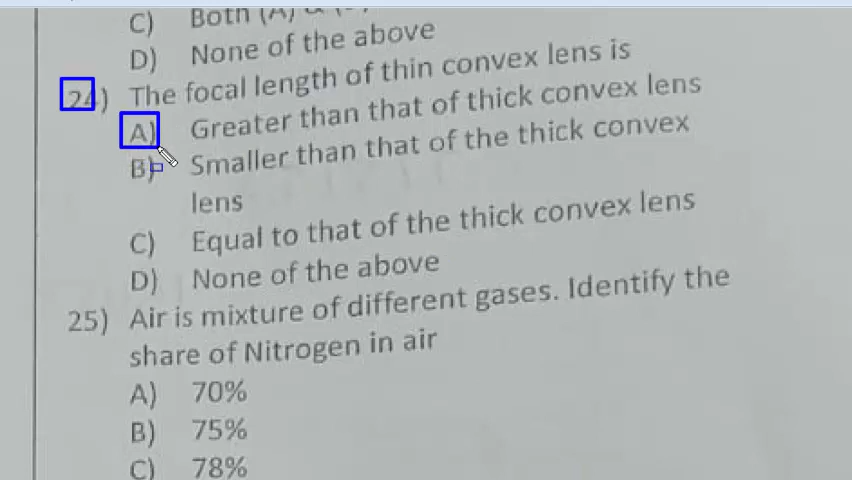 C) Both (A) &
D) None of the above
24) The focal length of thin convex lens is
A) Greater than that of thick convex lens
B) Smaller than that of the thick convex
lens
C) Equal to that of the thick convex lens
D) None of the above
25) Air is mixture of different gases. Identify the
share of Nitrogen in air
A) 70%
B) 75%
C) 78%